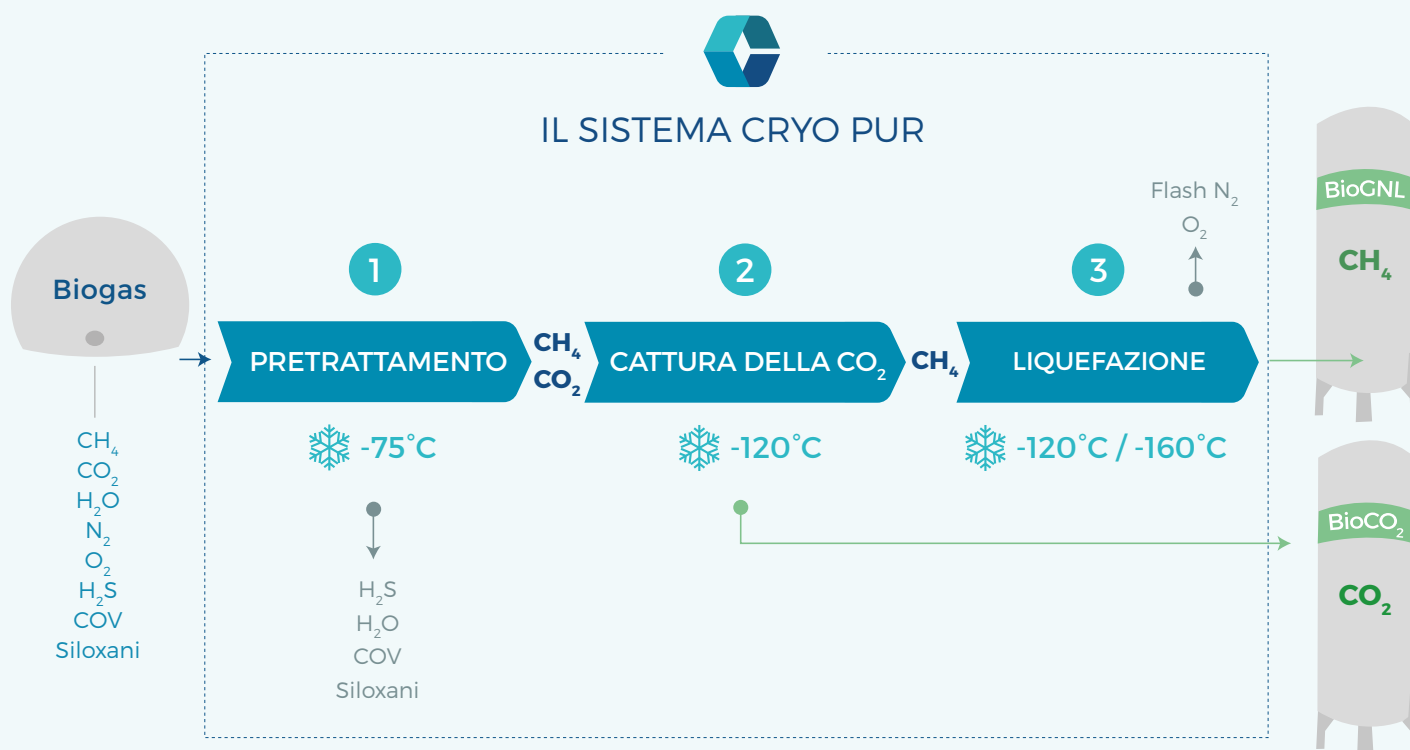 IL SISTEMA CRYO PUR
Biogas
CH₄
CO₂
H₂O
N₂
O₂
H₂S
COV
Siloxani
1
PRETRATTAMENTO
-75°C
H₂S
H₂O
COV
Siloxani
CH₄
CO₂
2
CATTURA DELLA CO₂
-120°C
CH₄
3
LIQUEFAZIONE
-120°C / -160°C
Flash N₂
O₂
BioGNL
CH₄
BioCO₂
CO₂